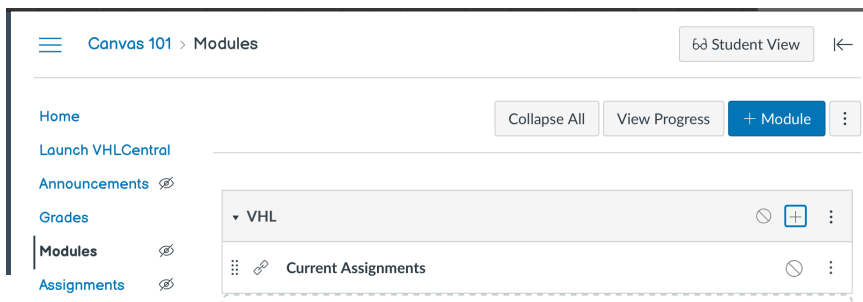 Canvas 101 > Modules
Student View
Home
Launch VHLCentral
Announcements
Grades
Modules
Assignments
Collapse All
View Progress
+ Module
VHL
Current Assignments